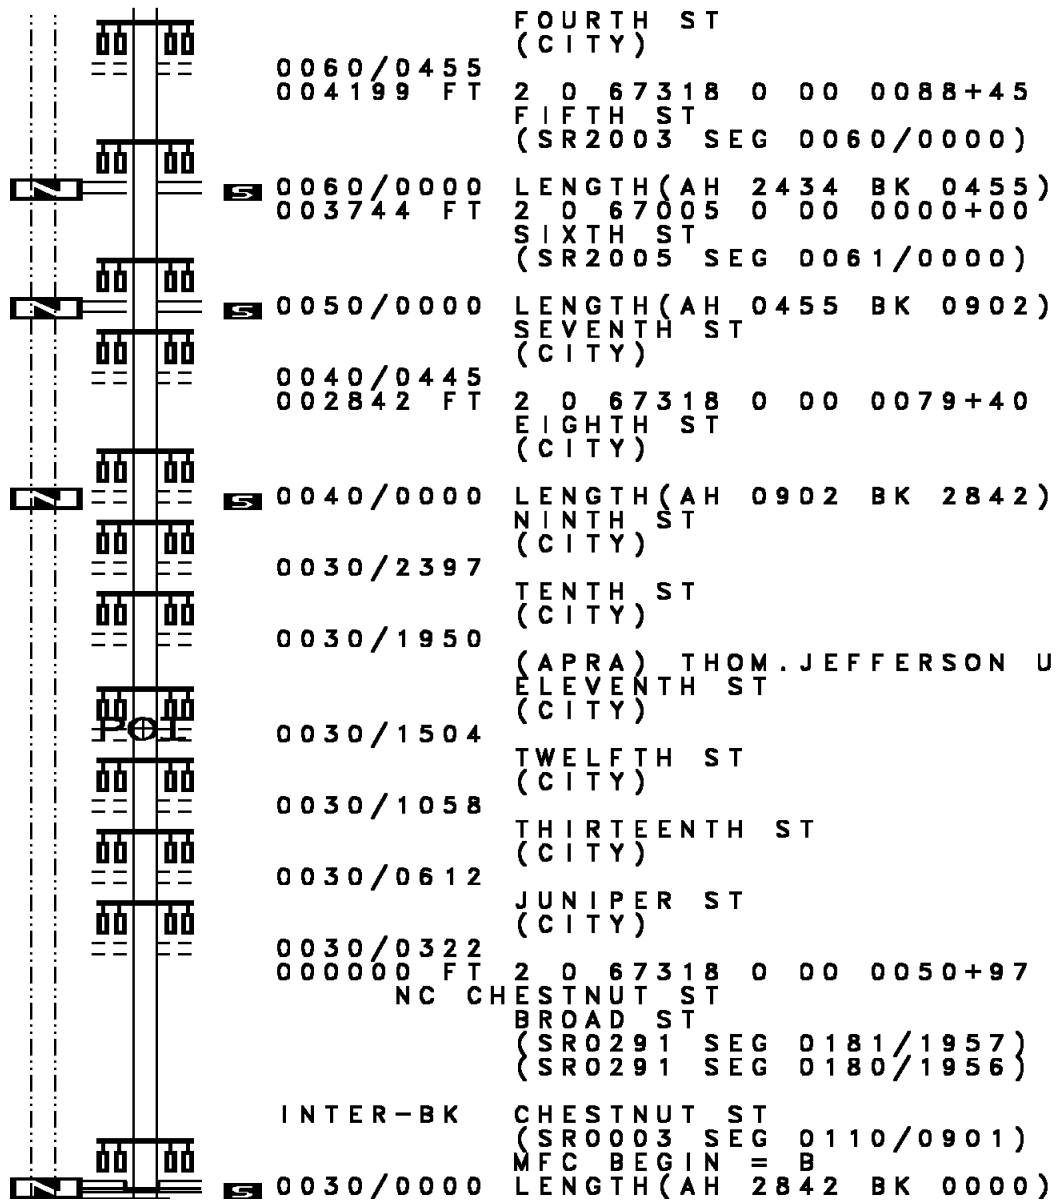 FOURTH ST
(CITY)
0060/0455
004199 FT 2 0 67318 0 00 0088+45
FIFTH ST
(SR2003 SEG 0060/0000)
S 0060/0000 LENGTH(AH 2434 BK 0455)
003744 FT 2 0 67005 0 00 0000+00
SIXTH ST
(SR2005 SEG 0061/0000)
S 0050/0000 LENGTH(AH 0455 BK 0902)
SEVENTH ST
(CITY)
0040/0445
002842 FT 2 0 67318 0 00 0079+40
EIGHTH ST
(CITY)
S 0040/0000 LENGTH(AH 0902 BK 2842)
NINTH ST
(CITY)
0030/2397
TENTH ST
(CITY)
0030/1950
(APRA) THOM.JEFFERSON U
ELEVENTH ST
(CITY)
POI
0030/1504
TWELFTH ST
(CITY)
0030/1058
THIRTEENTH ST
(CITY)
0030/0612
JUNIPER ST
(CITY)
0030/0322
000000 FT 2 0 67318 0 00 0050+97
NC CHESTNUT ST
BROAD ST
(SR0291 SEG 0181/1957)
(SR0291 SEG 0180/1956)
INTER-BK CHESTNUT ST
(SR0003 SEG 0110/0901)
MFC BEGIN = B
S 0030/0000 LENGTH(AH 2842 BK 0000)